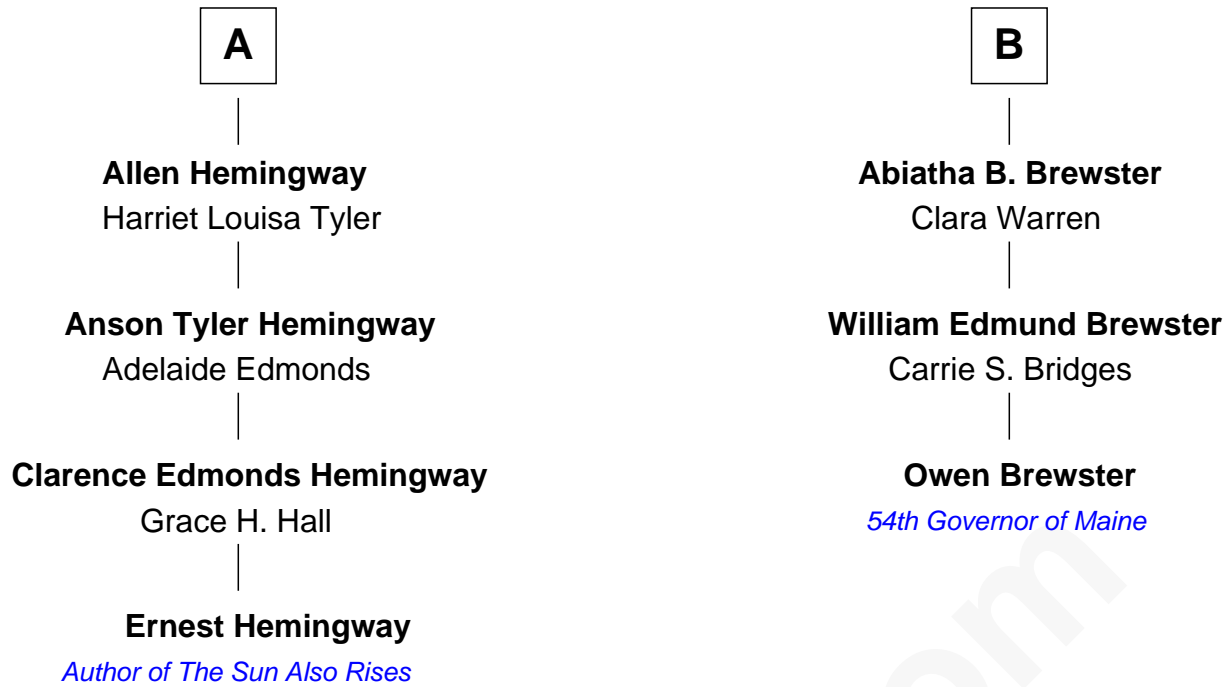 A
Allen Hemingway
Harriet Louisa Tyler
Anson Tyler Hemingway
Adelaide Edmonds
Clarence Edmonds Hemingway
Grace H. Hall
Ernest Hemingway
Author of The Sun Also Rises
B
Abiatha B. Brewster
Clara Warren
William Edmund Brewster
Carrie S. Bridges
Owen Brewster
54th Governor of Maine